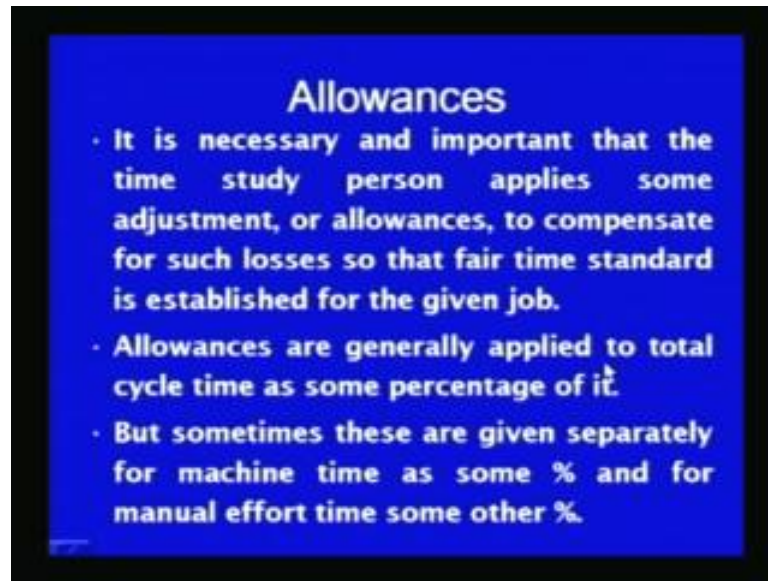 Allowances
· It is necessary and important that the
time study person applies some
adjustment, or allowances, to compensate
for such losses so that fair time standard
is established for the given job.
· Allowances are generally applied to total
cycle time as some percentage of it.
· But sometimes these are given separately
for machine time as some % and for
manual effort time some other %.